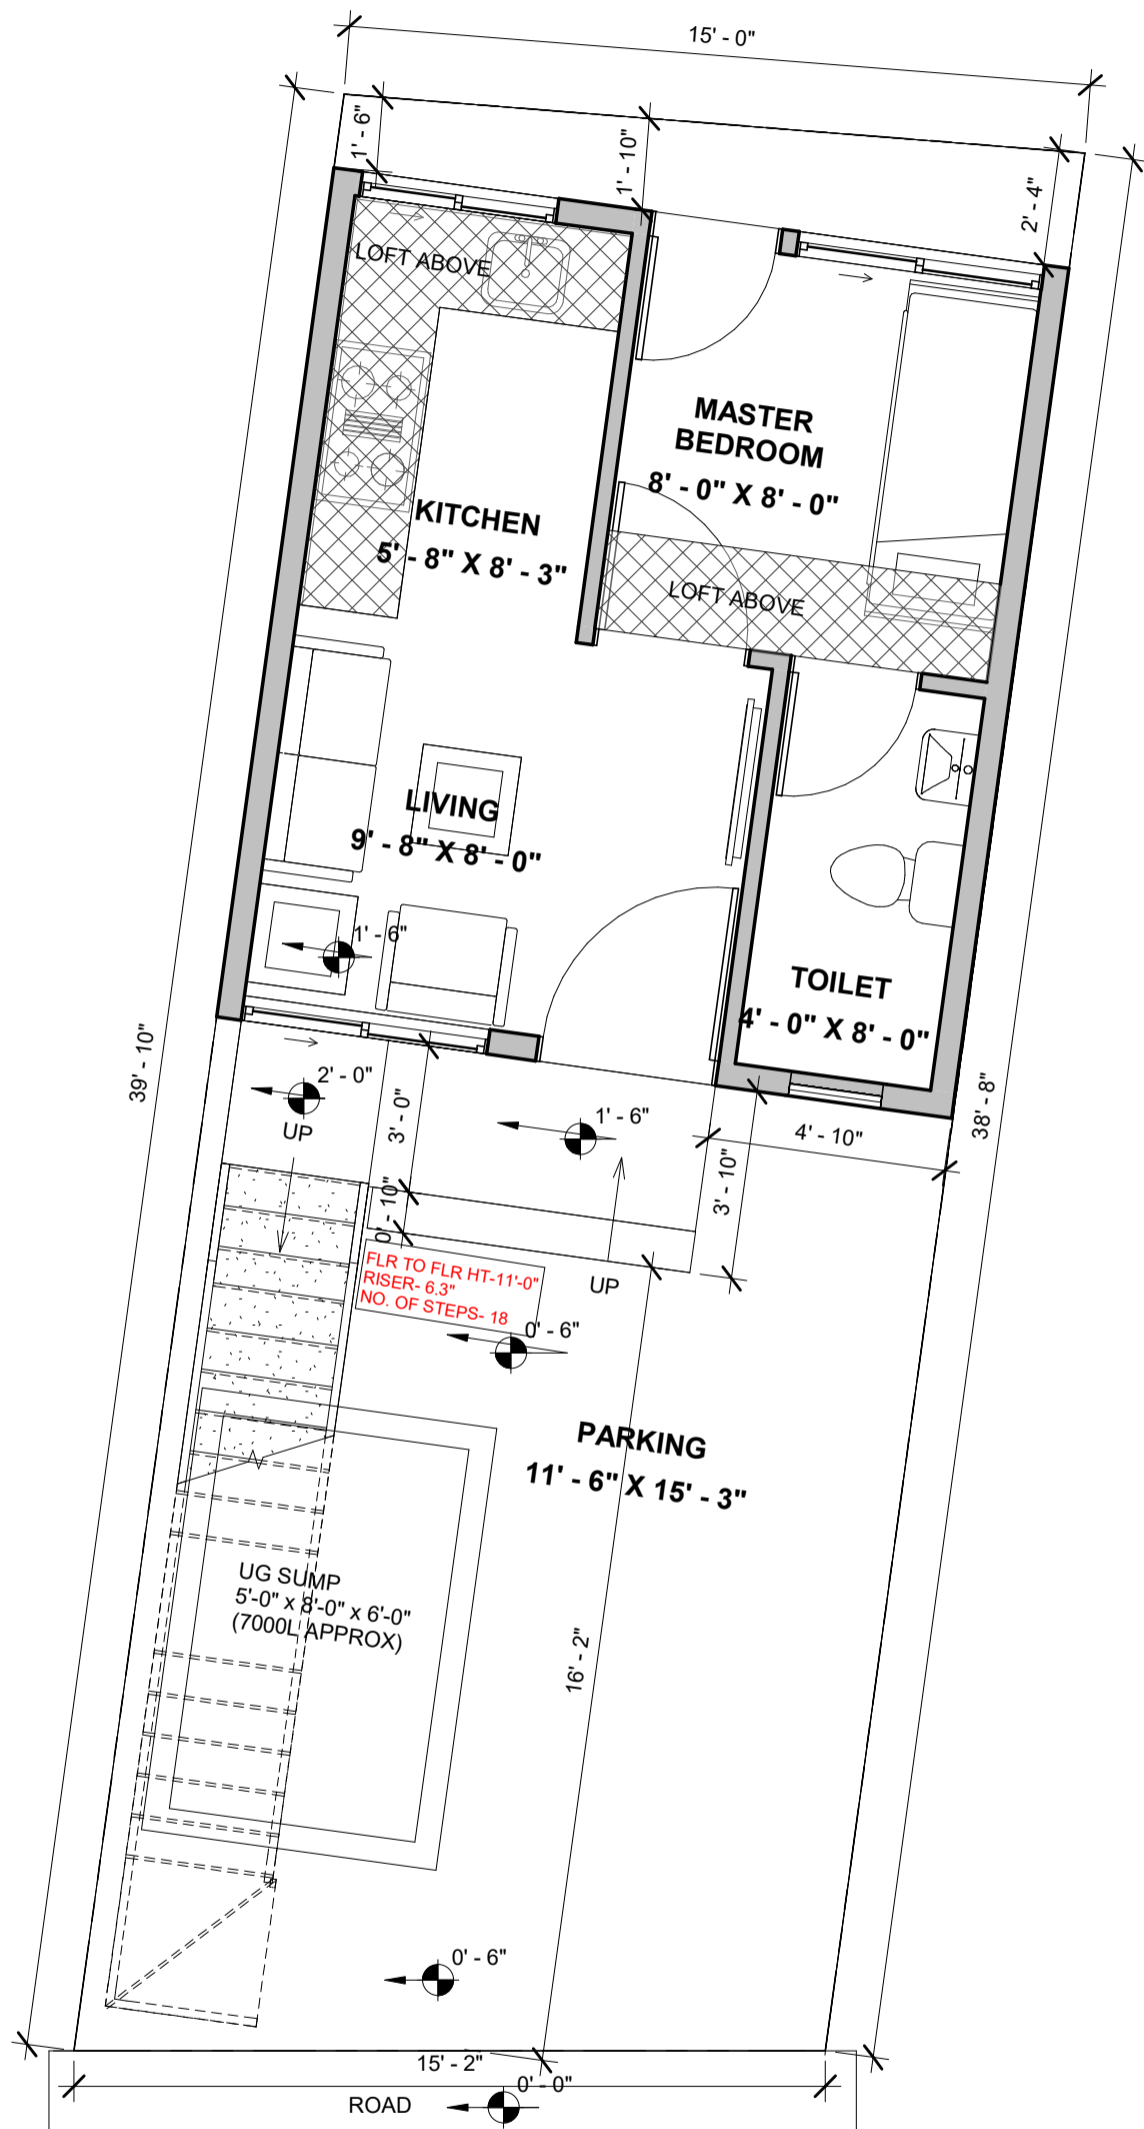 15' - 0"
1' - 6"
1' - 10"
2' - 4"
LOFT ABOVE
MASTER
BEDROOM
8' - 0" X 8' - 0"
KITCHEN
5' - 8" X 8' - 3"
LOFT ABOVE
LIVING
9' - 8" X 8' - 0"
1' - 6"
TOILET
4' - 0" X 8' - 0"
39' - 10"
38' - 8"
2' - 0"
UP
3' - 0"
1' - 6"
4' - 10"
3' - 10"
0' - 10"
FLR TO FLR HT-11'-0"
RISER- 6.3"
NO. OF STEPS- 18
UP
0' - 6"
PARKING
11' - 6" X 15' - 3"
UG SUMP
5'-0" x 8'-0" x 6'-0"
(7000L APPROX)
16' - 2"
0' - 6"
15' - 2"
0' - 0"
ROAD